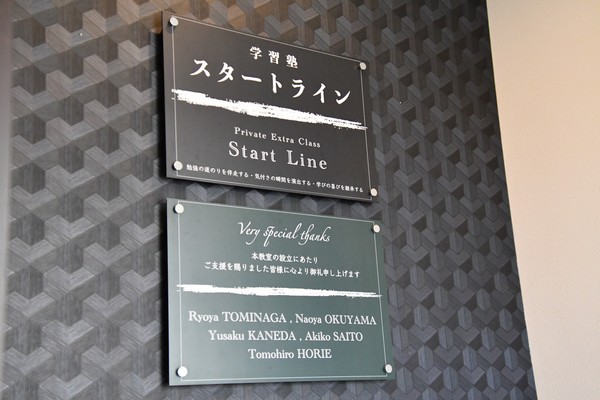 学習塾
スタートライン
Private Extra Class
Start Line
勉強の道のりを伴走する・気付きの瞬間を演出する・学びの喜びを継承する
Very special thanks
本教室の設立にあたり
ご支援を賜りました皆様に心より御礼申し上げます
Ryoya TOMINAGA , Naoya OKUYAMA
Yusaku KANEDA , Akiko SAITO
Tomohiro HORIE